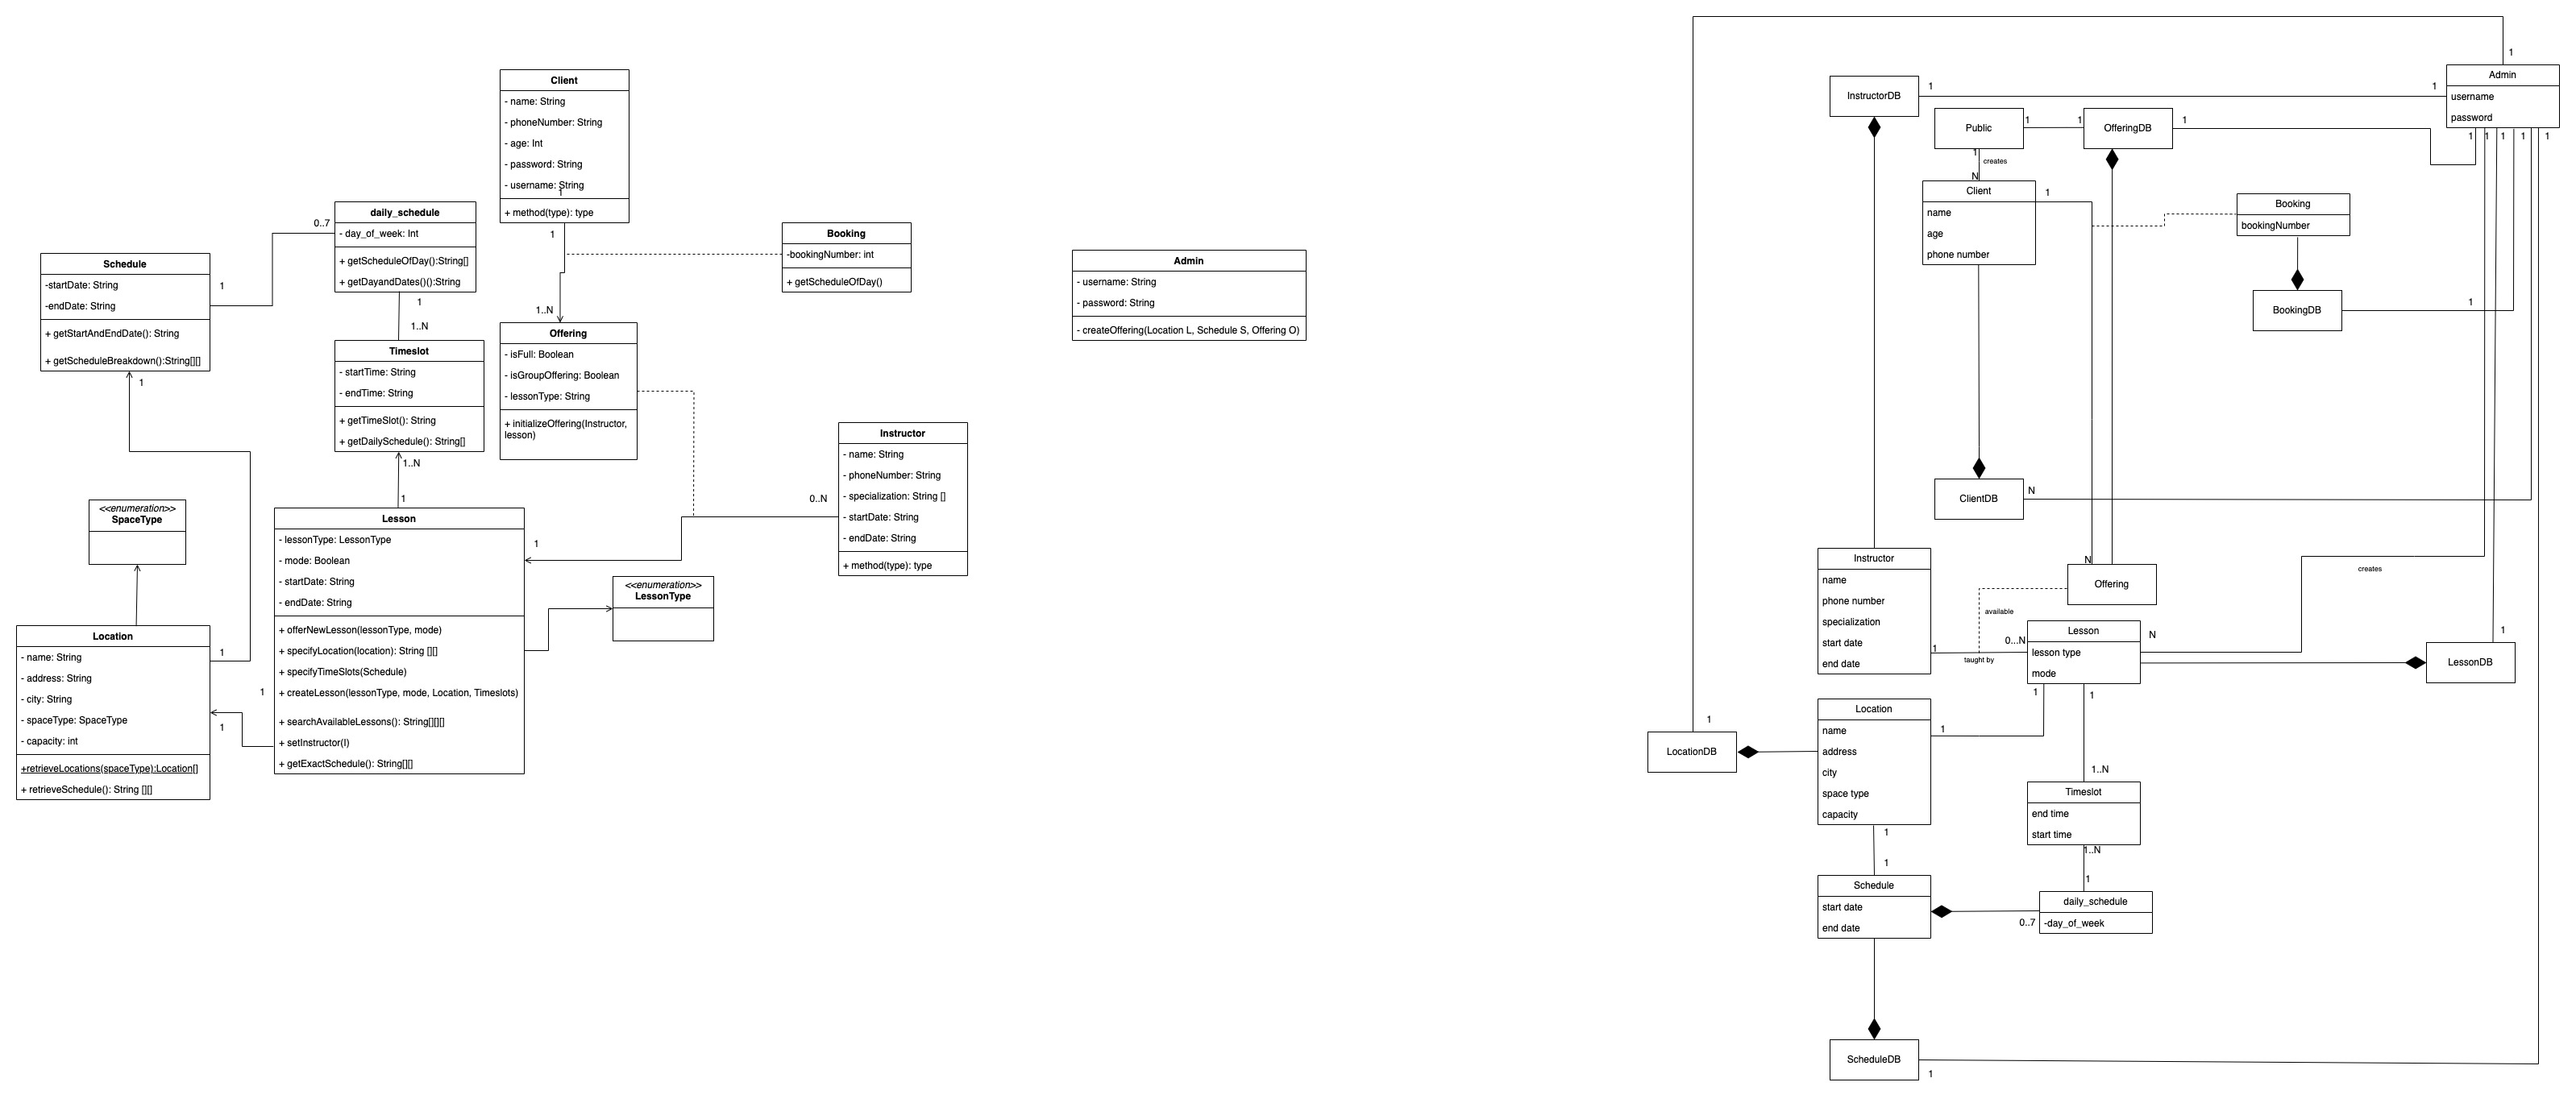 Client
- name: String
- phoneNumber: String
- age: Int
- password: String
- username: String
1
+ method(type): type
1
1..N
daily_schedule
- day_of_week: Int
+ getScheduleOfDay():String[]
+ getDayandDates()():String
0..7
1
1..N
Schedule
-startDate: String
-endDate: String
+ getStartAndEndDate(): String
+ getScheduleBreakdown():String[][]
1
1
Booking
-bookingNumber: int
+ getScheduleOfDay()
Admin
- username: String
- password: String
- createOffering(Location L, Schedule S, Offering O)
Timeslot
- startTime: String
- endTime: String
+ getTimeSlot(): String
+ getDailySchedule(): String[]
1..N
1
Offering
- isFull: Boolean
- isGroupOffering: Boolean
- lessonType: String
+ initializeOffering(Instructor,
lesson)
Instructor
- name: String
- phoneNumber: String
- specialization: String []
- startDate: String
- endDate: String
+ method(type): type
0..N
1
<<enumeration>>
SpaceType
Lesson
- lessonType: LessonType
- mode: Boolean
- startDate: String
- endDate: String
+ offerNewLesson(lessonType, mode)
+ specifyLocation(location): String [][]
+ specifyTimeSlots(Schedule)
+ createLesson(lessonType, mode, Location, Timeslots)
+ searchAvailableLessons(): String[][][]
+ setInstructor(I)
+ getExactSchedule(): String[][]
<<enumeration>>
LessonType
Location
- name: String
- address: String
- city: String
- spaceType: SpaceType
- capacity: int
+retrieveLocations(spaceType):Location[]
+ retrieveSchedule(): String [][]
1
1
1
1
Admin
username
password
InstructorDB
1
1
Public
1
1
OfferingDB
1
1
1
1
1
1
1
creates
N
Client
name
age
phone number
1
Booking
bookingNumber
BookingDB
1
ClientDB
N
Instructor
name
phone number
specialization
start date
end date
N
Offering
creates
available
0...N
1
taught by
Lesson
lesson type
mode
N
1
LessonDB
1
1
Location
name
address
city
space type
capacity
1
1
LocationDB
1..N
Timeslot
end time
start time
1..N
1
1
1
Schedule
start date
end date
daily_schedule
-day_of_week
0..7
ScheduleDB
1